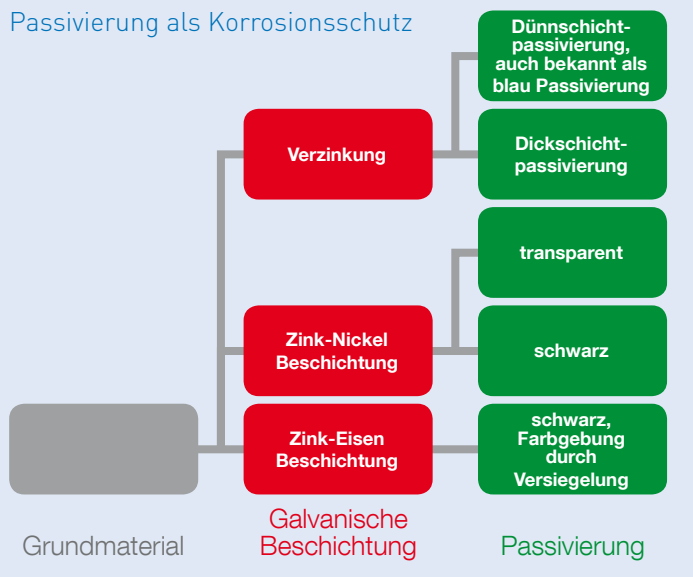 Passivierung als Korrosionsschutz
Dünnschicht-
passivierung,
auch bekannt als
blau Passivierung
Verzinkung
Dickschicht-
passivierung
transparent
Zink-Nickel
Beschichtung
schwarz
Zink-Eisen
Beschichtung
schwarz,
Farbgebung
durch
Versiegelung
Grundmaterial
Galvanische
Beschichtung
Passivierung